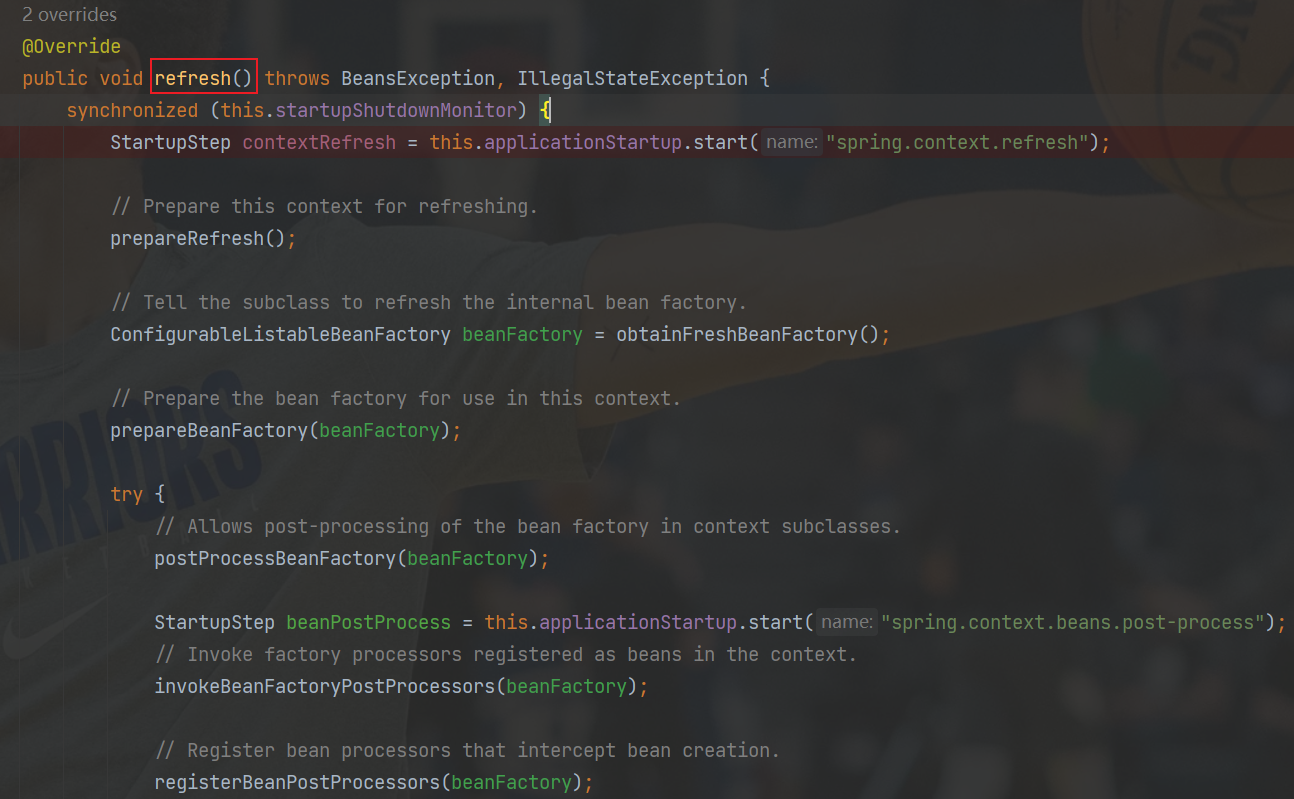 2 overrides
@Override
public void refresh() throws BeansException, IllegalStateException {
synchronized (this.startupShutdownMonitor) {
StartupStep contextRefresh = this.applicationStartup.start( name: "spring.context.refresh");
// Prepare this context for refreshing.
prepareRefresh();
// Tell the subclass to refresh the internal bean factory.
ConfigurableListableBeanFactory beanFactory = obtainFreshBeanFactory();
// Prepare the bean factory for use in this context.
prepareBeanFactory(beanFactory);
try {
// Allows post-processing of the bean factory in context subclasses.
postProcessBeanFactory(beanFactory);
StartupStep beanPostProcess = this.applicationStartup.start( name: "spring.context.beans.post-process");
// Invoke factory processors registered as beans in the context.
invokeBeanFactoryPostProcessors(beanFactory);
// Register bean processors that intercept bean creation.
registerBeanPostProcessors(beanFactory);